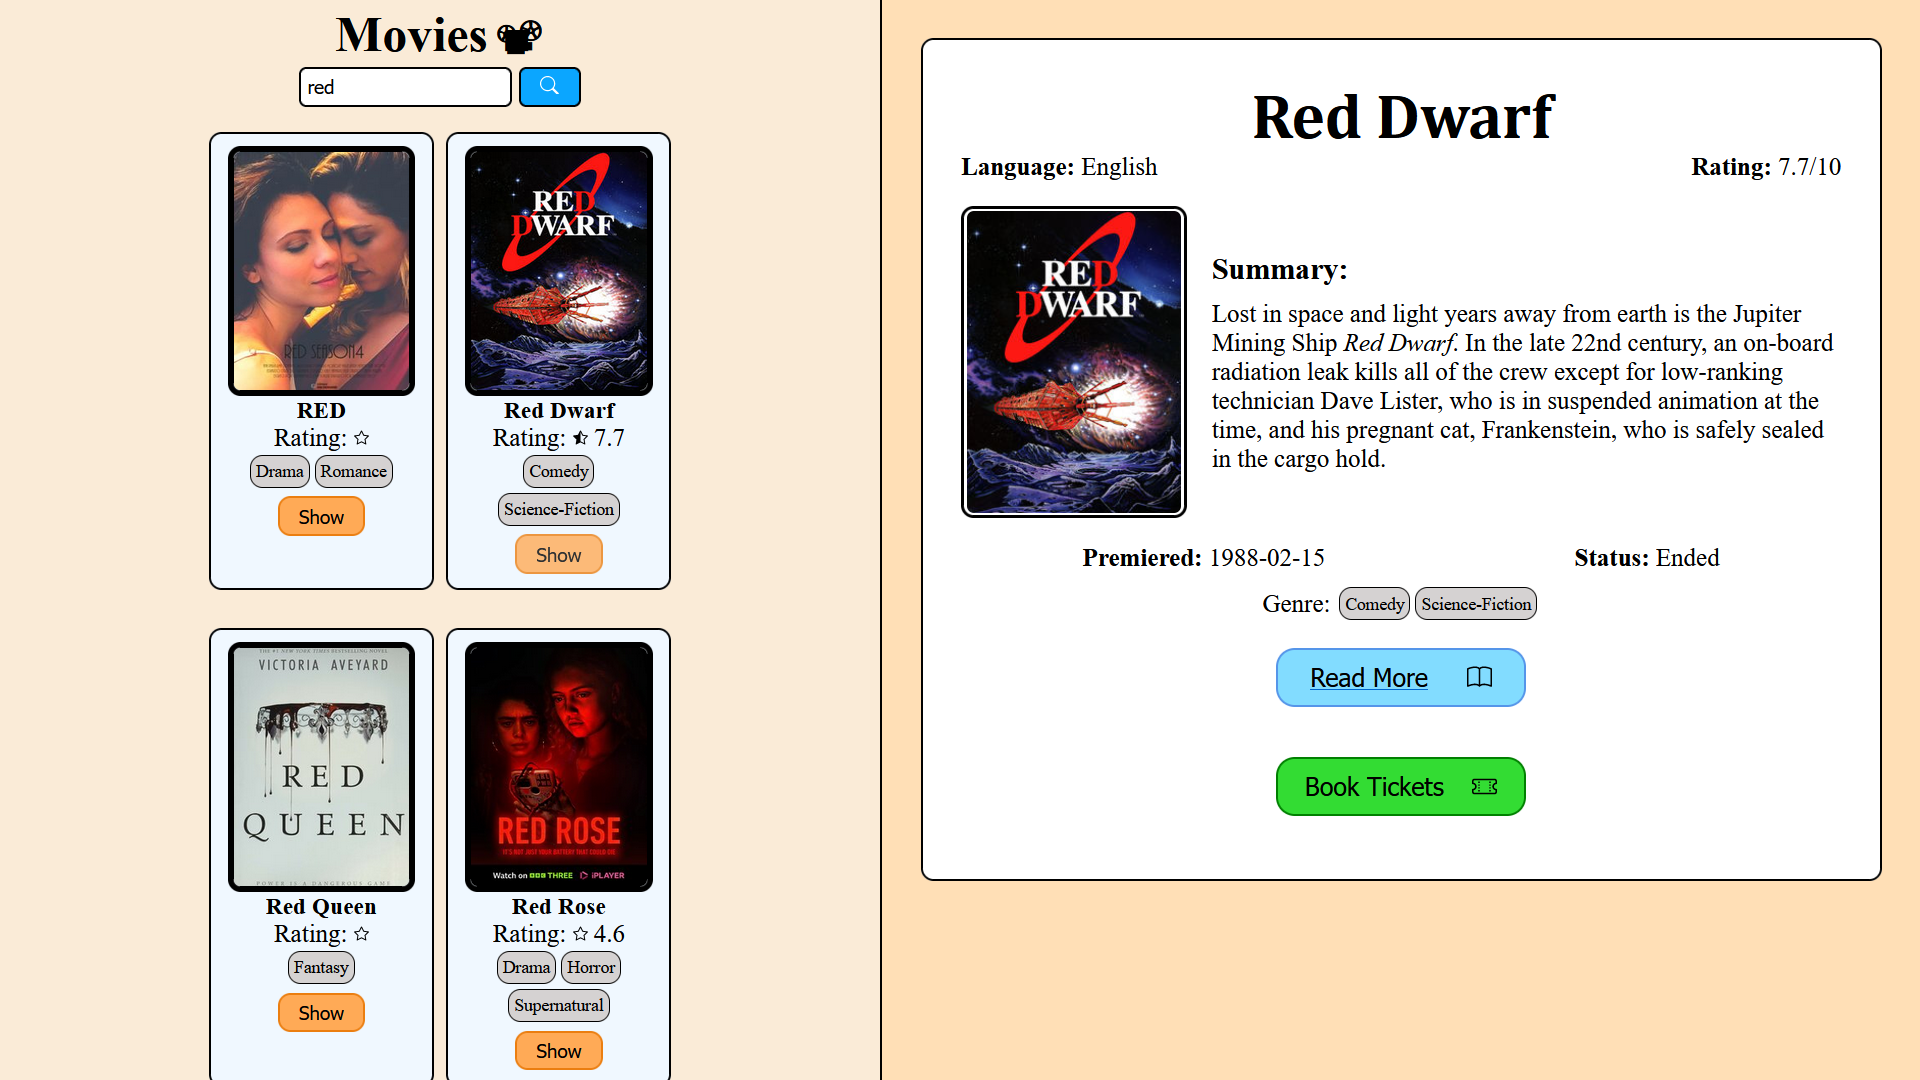 Movies
red
RED SEASON4
RED
Rating:
Drama Romance
Show
RED
DWARF
Red Dwarf
Rating: 7.7
Comedy
Science-Fiction
Show
THE #1 NEW YORK TIMES BESTSELLING NOVEL
VICTORIA AVEYARD
RED
QUEEN
POWER IS A DANGEROUS GAME
Red Queen
Rating:
Fantasy
Show
RED ROSE
IT'S NOT JUST YOUR BATTERY THAT COULD DIE
Watch on BBC THREE iPLAYER
Red Rose
Rating: 4.6
Drama Horror
Supernatural
Show
Red Dwarf
Language: English
Rating: 7.7/10
RED
DWARF
Summary:
Lost in space and light years away from earth is the Jupiter
Mining Ship Red Dwarf. In the late 22nd century, an on-board
radiation leak kills all of the crew except for low-ranking
technician Dave Lister, who is in suspended animation at the
time, and his pregnant cat, Frankenstein, who is safely sealed
in the cargo hold.
Premiered: 1988-02-15
Status: Ended
Genre: Comedy Science-Fiction
Read More
Book Tickets